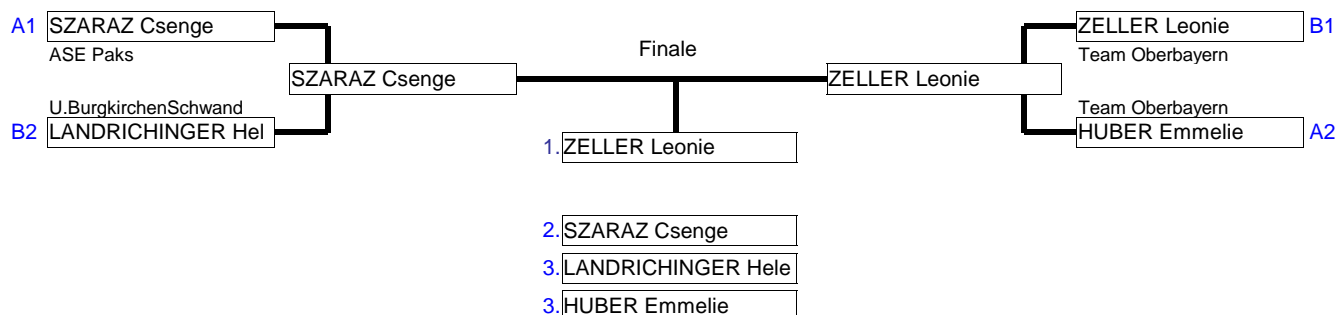 A1 SZARAZ Csenge
ASE Paks
SZARAZ Csenge
U.BurgkirchenSchwand
B2 LANDRICHINGER Hel
Finale
ZELLER Leonie B1
Team Oberbayern
ZELLER Leonie
Team Oberbayern
HUBER Emmelie A2
1. ZELLER Leonie
2. SZARAZ Csenge
3. LANDRICHINGER Hele
3. HUBER Emmelie